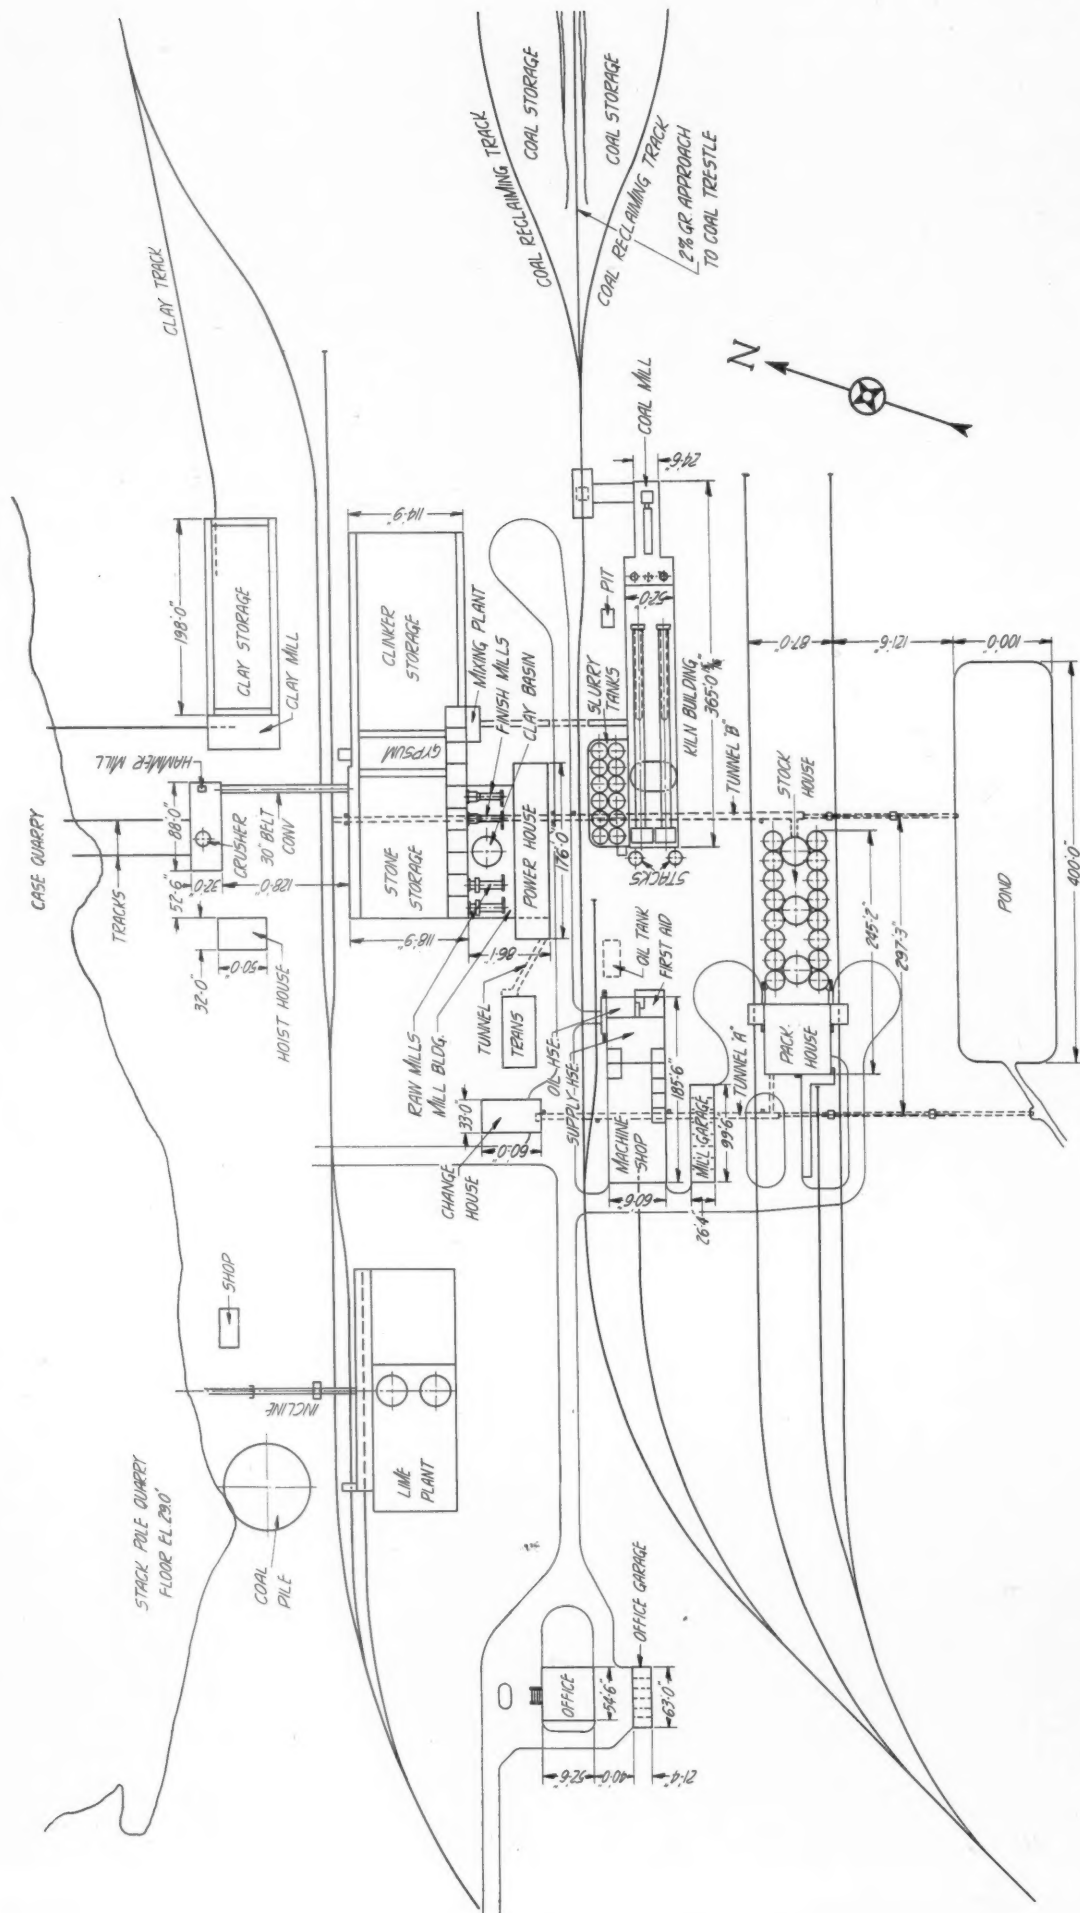 CASE QUARRY
CLAY TRACK
COAL RECLAIMING TRACK
COAL STORAGE
COAL STORAGE
COAL RECLAIMING TRACK
2% GR. APPROACH
TO COAL TRESTLE
N
TRACKS
HAMMER MILL
88'-0"
CRUSHER
30" BELT
CONV
52'-6"
32'-0"
128'-0"
32'-0"
50'-0"
HOIST HOUSE
198'-0"
CLAY STORAGE
CLAY MILL
114'-9"
CLINKER
STORAGE
GYPSUM
STONE
STORAGE
118'-9"
MIXING PLANT
FINISH MILLS
CLAY BASIN
POWER HOUSE
176'-0"
86'-1"
RAW MILLS
MILL BLDG.
TUNNEL
TRANS
33'-0"
60'-0"
CHANGE
HOUSE
OIL HSE
SUPPLY HSE
OIL TANK
FIRST AID
MACHINE
SHOP
185'-6"
60'-6"
MILL GARAGE
99'-6"
26'-4"
TUNNEL "A"
COAL MILL
24'-6"
PIT
52'-0"
SLURRY
TANKS
KILN BUILDING
365'-0
STACKS
TUNNEL "B"
STOCK
HOUSE
PACK.
HOUSE
245'-2"
297'-3"
87'-0"
121'-6"
100'-0"
POND
400'-0"
SHOP
INCLINE
STACK POLE QUARRY
FLOOR EL. 29.0'
COAL
PILE
LIME
PLANT
OFFICE
54'-6"
52'-6"
40'-0"
OFFICE GARAGE
63'-0"
21'-4"